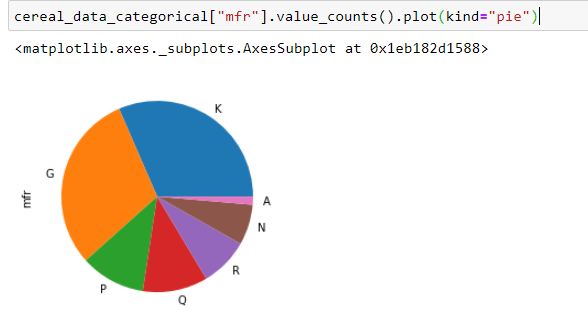 cereal_data_categorical["mfr"].value_counts().plot(kind="pie")
<matplotlib.axes._subplots.AxesSubplot at 0x1eb182d1588>
K
G
mfr
A
N
R
P
Q